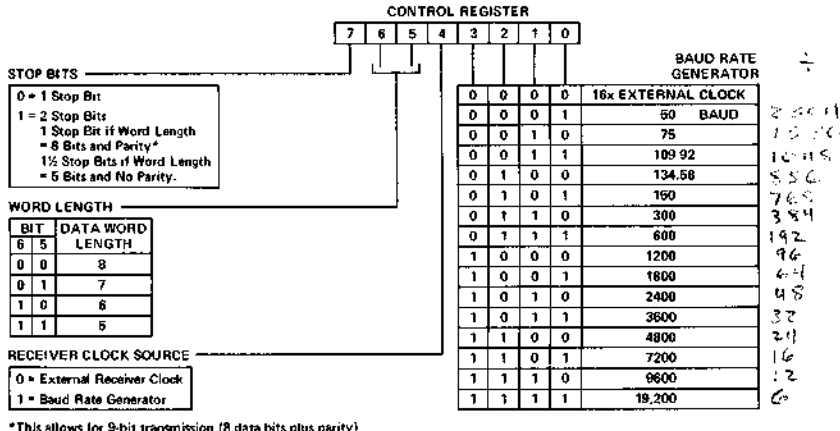 CONTROL REGISTER
7 6 5 4 3 2 1 0
STOP BITS
0 = 1 Stop Bit
1 = 2 Stop Bits
1 Stop Bit if Word Length
= 8 Bits and Parity*
1½ Stop Bits if Word Length
= 5 Bits and No Parity.
WORD LENGTH
BIT DATA WORD
6 5 LENGTH
0 0 8
0 1 7
1 0 6
1 1 5
RECEIVER CLOCK SOURCE
0 = External Receiver Clock
1 = Baud Rate Generator
BAUD RATE ÷
GENERATOR
0 0 0 0 16x EXTERNAL CLOCK
0 0 0 1 50 BAUD
0 0 1 0 75
0 0 1 1 109.92
0 1 0 0 134.58
0 1 0 1 150 768
0 1 1 0 300 384
0 1 1 1 600 192
1 0 0 0 1200 96
1 0 0 1 1800 64
1 0 1 0 2400 48
1 0 1 1 3600 32
1 1 0 0 4800 24
1 1 0 1 7200 16
1 1 1 0 9600 12
1 1 1 1 19,200 6
*This allows for 9-bit transmission (8 data bits plus parity)